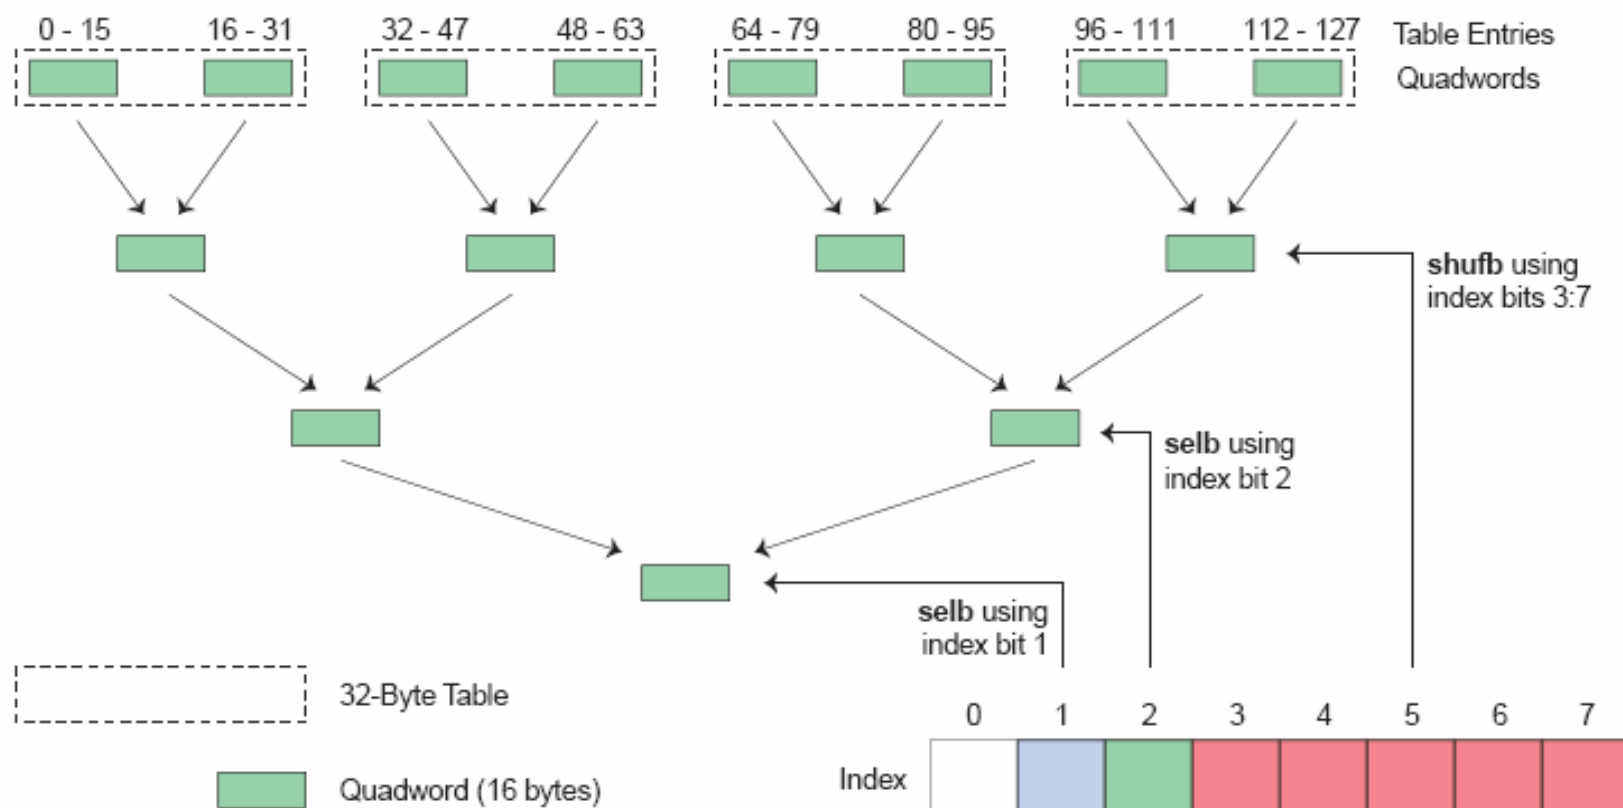 0 - 15 16 - 31 32 - 47 48 - 63 64 - 79 80 - 95 96 - 111 112 - 127 Table Entries
Quadwords
shufb using
index bits 3:7
selb using
index bit 2
selb using
index bit 1
32-Byte Table
0 1 2 3 4 5 6 7
Index
Quadword (16 bytes)